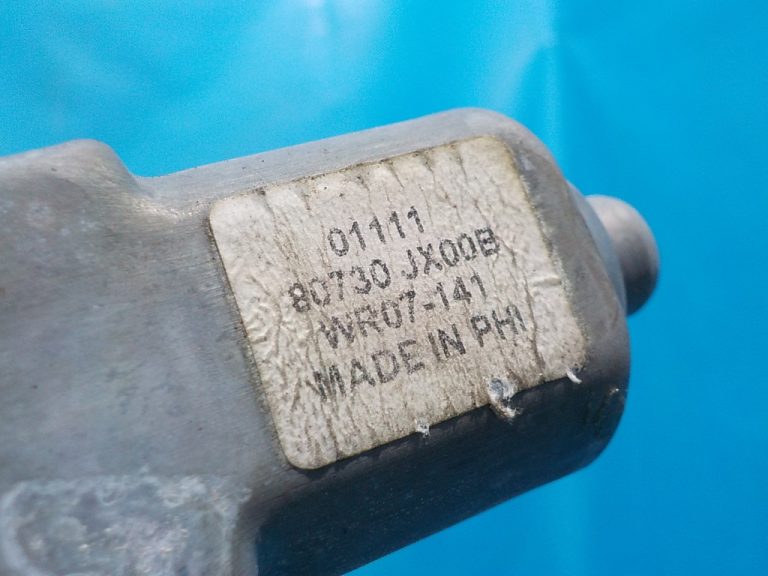 01111
80730 JX00B
WR07-141
MADE IN PHI